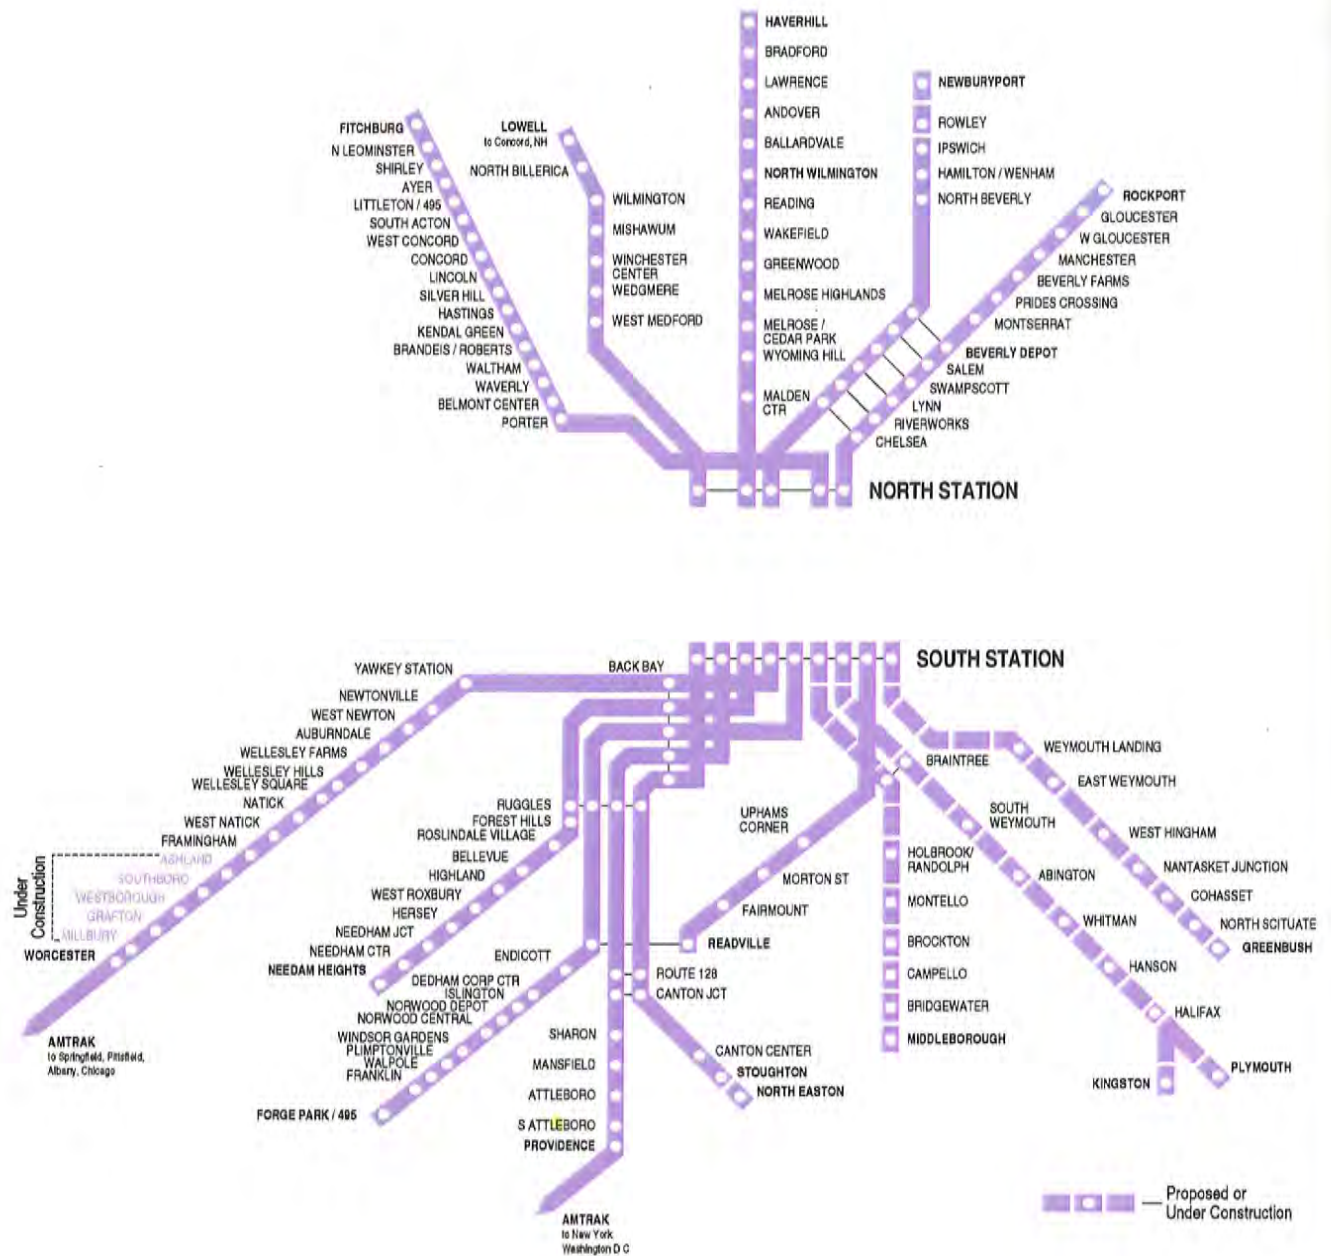 HAVERHILL
BRADFORD
LAWRENCE
ANDOVER
BALLARDVALE
NORTH WILMINGTON
READING
WAKEFIELD
GREENWOOD
MELROSE HIGHLANDS
MELROSE /
CEDAR PARK
WYOMING HILL
MALDEN
CTR
NEWBURYPORT
ROWLEY
IPSWICH
HAMILTON / WENHAM
NORTH BEVERLY
FITCHBURG
N LEOMINSTER
SHIRLEY
AYER
LITTLETON / 495
SOUTH ACTON
WEST CONCORD
CONCORD
LINCOLN
SILVER HILL
HASTINGS
KENDAL GREEN
BRANDEIS / ROBERTS
WALTHAM
WAVERLY
BELMONT CENTER
PORTER
LOWELL
to Concord, NH
NORTH BILLERICA
WILMINGTON
MISHAWUM
WINCHESTER
CENTER
WEDGMERE
WEST MEDFORD
ROCKPORT
GLOUCESTER
W GLOUCESTER
MANCHESTER
BEVERLY FARMS
PRIDES CROSSING
MONTSERRAT
BEVERLY DEPOT
SALEM
SWAMPSCOTT
LYNN
RIVERWORKS
CHELSEA
NORTH STATION
SOUTH STATION
BACK BAY
YAWKEY STATION
NEWTONVILLE
WEST NEWTON
AUBURNDALE
WELLESLEY FARMS
WELLESLEY HILLS
WELLESLEY SQUARE
NATICK
WEST NATICK
FRAMINGHAM
ASHLAND
SOUTHBORO
WESTBOROUGH
GRAFTON
MILLBURY
Under
Construction
WORCESTER
AMTRAK
to Springfield, Pittsfield,
Albany, Chicago
RUGGLES
FOREST HILLS
ROSLINDALE VILLAGE
BELLEVUE
HIGHLAND
WEST ROXBURY
HERSEY
NEEDHAM JCT
NEEDHAM CTR
NEEDAM HEIGHTS
ENDICOTT
DEDHAM CORP CTR
ISLINGTON
NORWOOD DEPOT
NORWOOD CENTRAL
WINDSOR GARDENS
PLIMPTONVILLE
WALPOLE
FRANKLIN
FORGE PARK / 495
SHARON
MANSFIELD
ATTLEBORO
S ATTLEBORO
PROVIDENCE
AMTRAK
to New York
Washington D C
UPHAMS
CORNER
MORTON ST
FAIRMOUNT
READVILLE
ROUTE 128
CANTON JCT
CANTON CENTER
STOUGHTON
NORTH EASTON
BRAINTREE
HOLBROOK/
RANDOLPH
MONTELLO
BROCKTON
CAMPELLO
BRIDGEWATER
MIDDLEBOROUGH
SOUTH
WEYMOUTH
ABINGTON
WHITMAN
HANSON
HALIFAX
KINGSTON
PLYMOUTH
WEYMOUTH LANDING
EAST WEYMOUTH
WEST HINGHAM
NANTASKET JUNCTION
COHASSET
NORTH SCITUATE
GREENBUSH
Proposed or
Under Construction